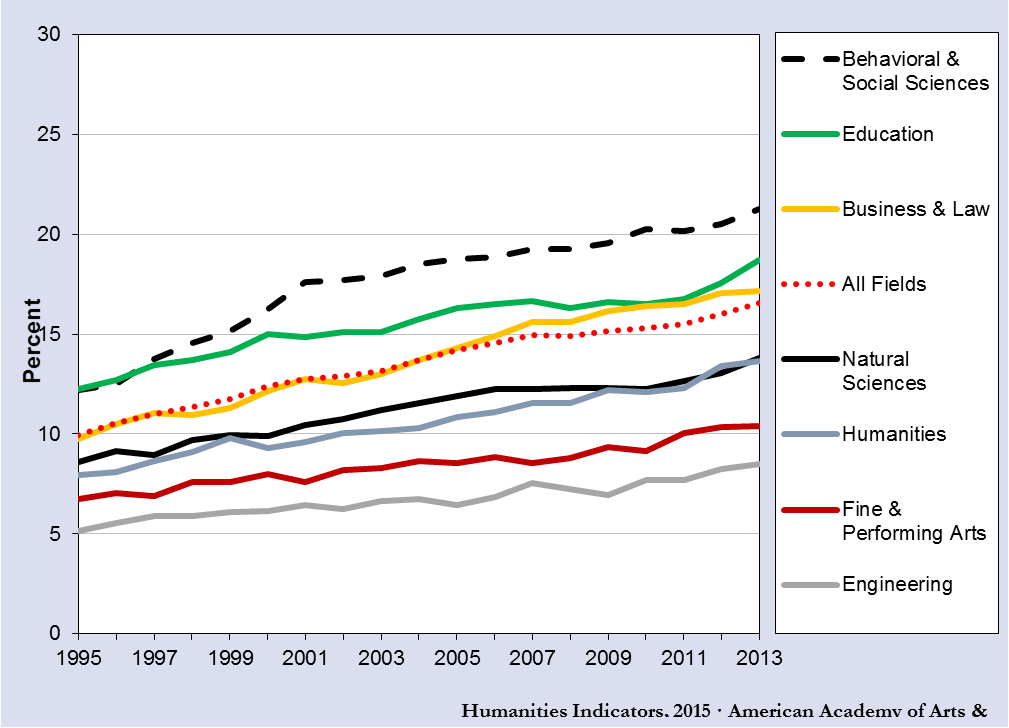 30
25
20
15
10
5
0
Percent
1995
1997
1999
2001
2003
2005
2007
2009
2011
2013
Behavioral &
Social Sciences
Education
Business & Law
All Fields
Natural
Sciences
Humanities
Fine &
Performing Arts
Engineering
Humanities Indicators, 2015 · American Academy of Arts &